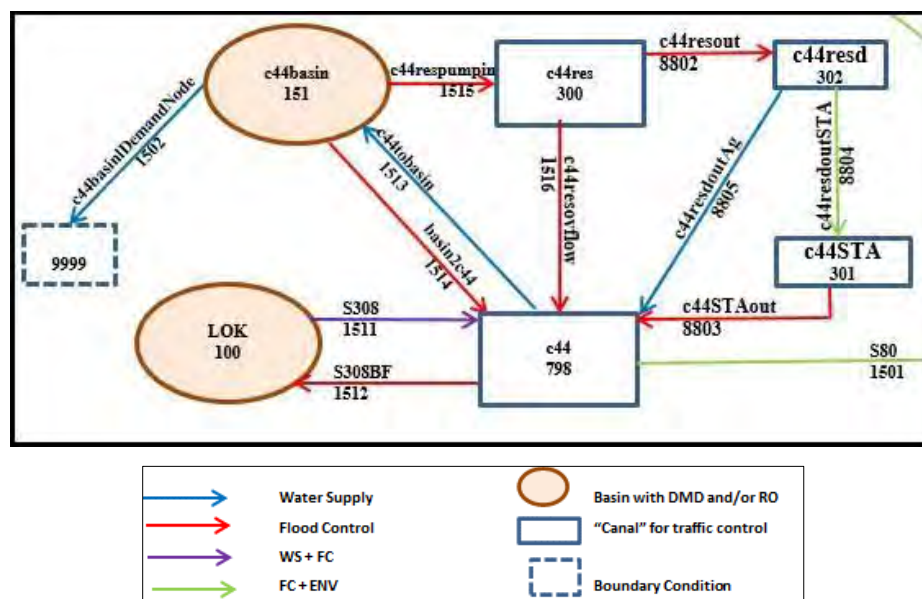 c44basin
151
c44respumpin
1515
c44res
300
c44resout
8802
c44resd
302
c44basinIDemandNode
1502
c44tobasin
1513
basin2c44
1514
c44resovflow
1516
c44resdoutAg
8805
c44resdoutSTA
8804
9999
c44STA
301
LOK
100
S308
1511
S308BF
1512
c44
798
c44STAout
8803
S80
1501
Water Supply
Flood Control
WS + FC
FC + ENV
Basin with DMD and/or RO
“Canal” for traffic control
Boundary Condition